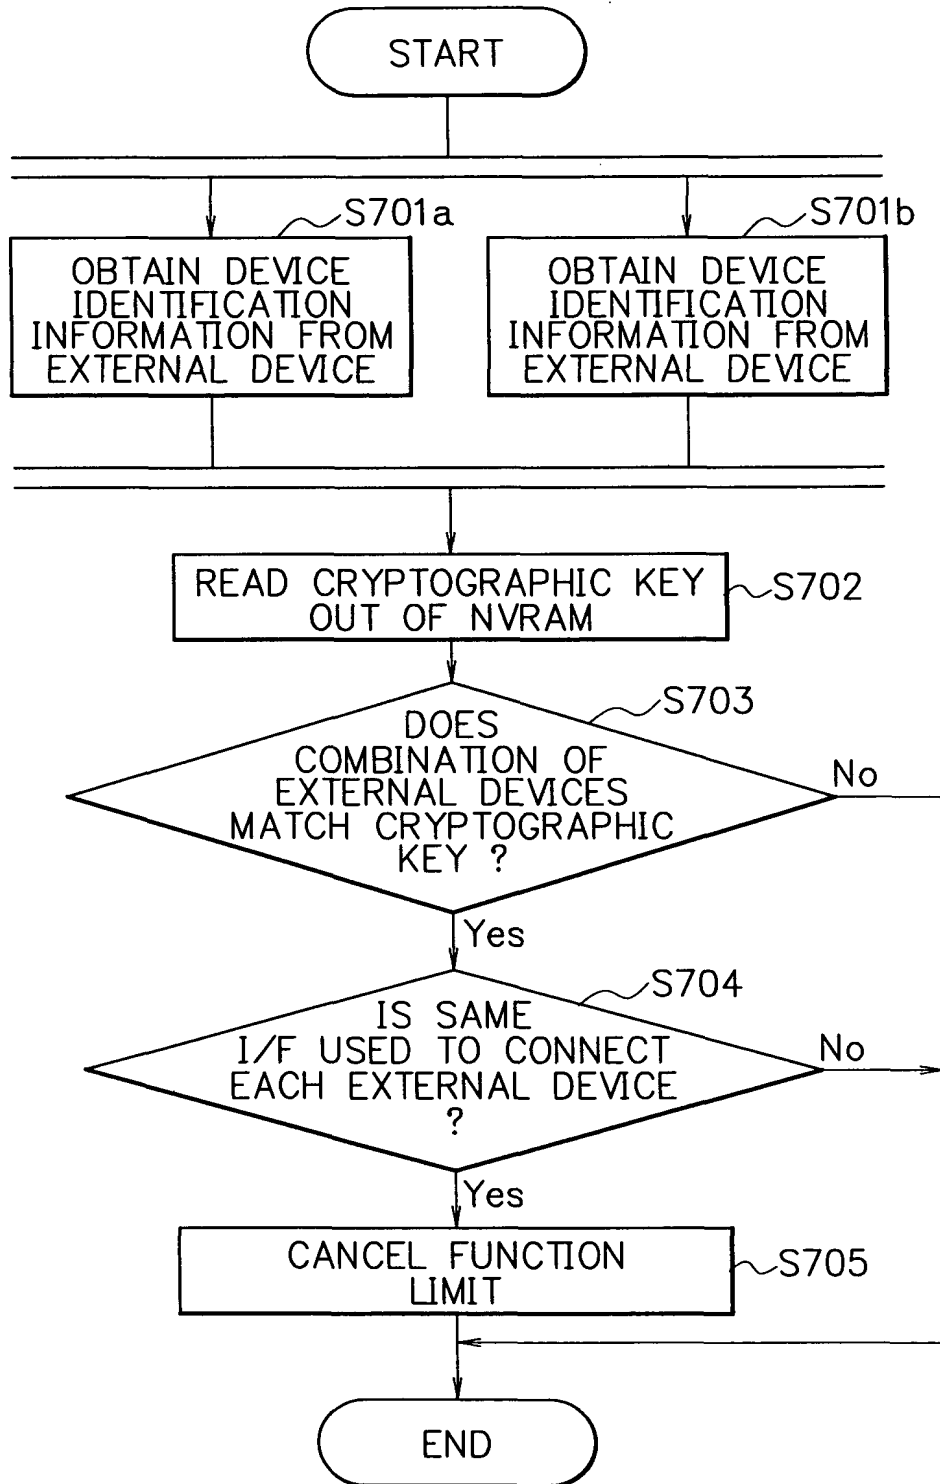 START
S701a
S701b
OBTAIN DEVICE
IDENTIFICATION
INFORMATION FROM
EXTERNAL DEVICE
OBTAIN DEVICE
IDENTIFICATION
INFORMATION FROM
EXTERNAL DEVICE
READ CRYPTOGRAPHIC KEY
OUT OF NVRAM
S702
S703
DOES
COMBINATION OF
EXTERNAL DEVICES
MATCH CRYPTOGRAPHIC
KEY ?
No
Yes
S704
IS SAME
I/F USED TO CONNECT
EACH EXTERNAL DEVICE
?
No
Yes
CANCEL FUNCTION
LIMIT
S705
END